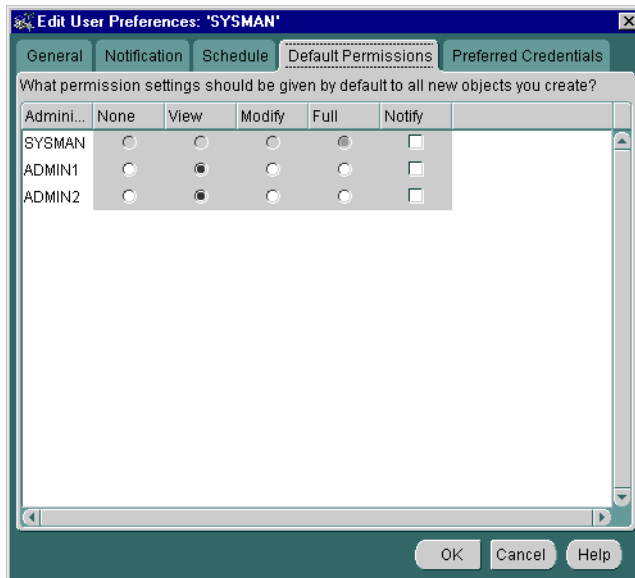 Edit User Preferences: 'SYSMAN'
General Notification Schedule Default Permissions Preferred Credentials
What permission settings should be given by default to all new objects you create?
Admini... None View Modify Full Notify
SYSMAN
ADMIN1
ADMIN2
OK Cancel Help